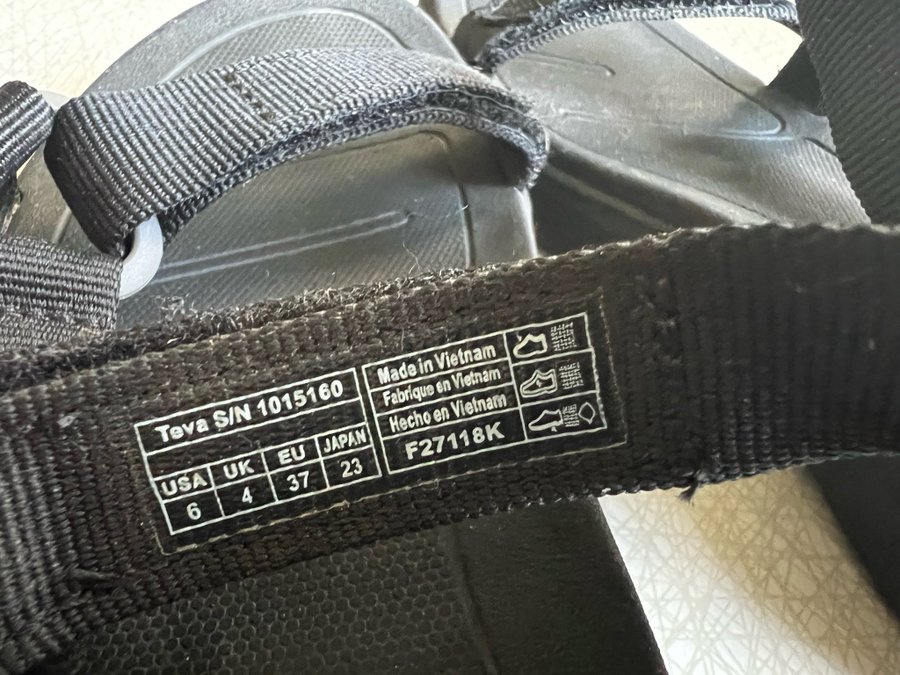 Teva S/N 1015160
USA UK EU JAPAN
6 4 37 23
Made in Vietnam
Fabrique en Vietnam
Hecho en Vietnam
F27118K